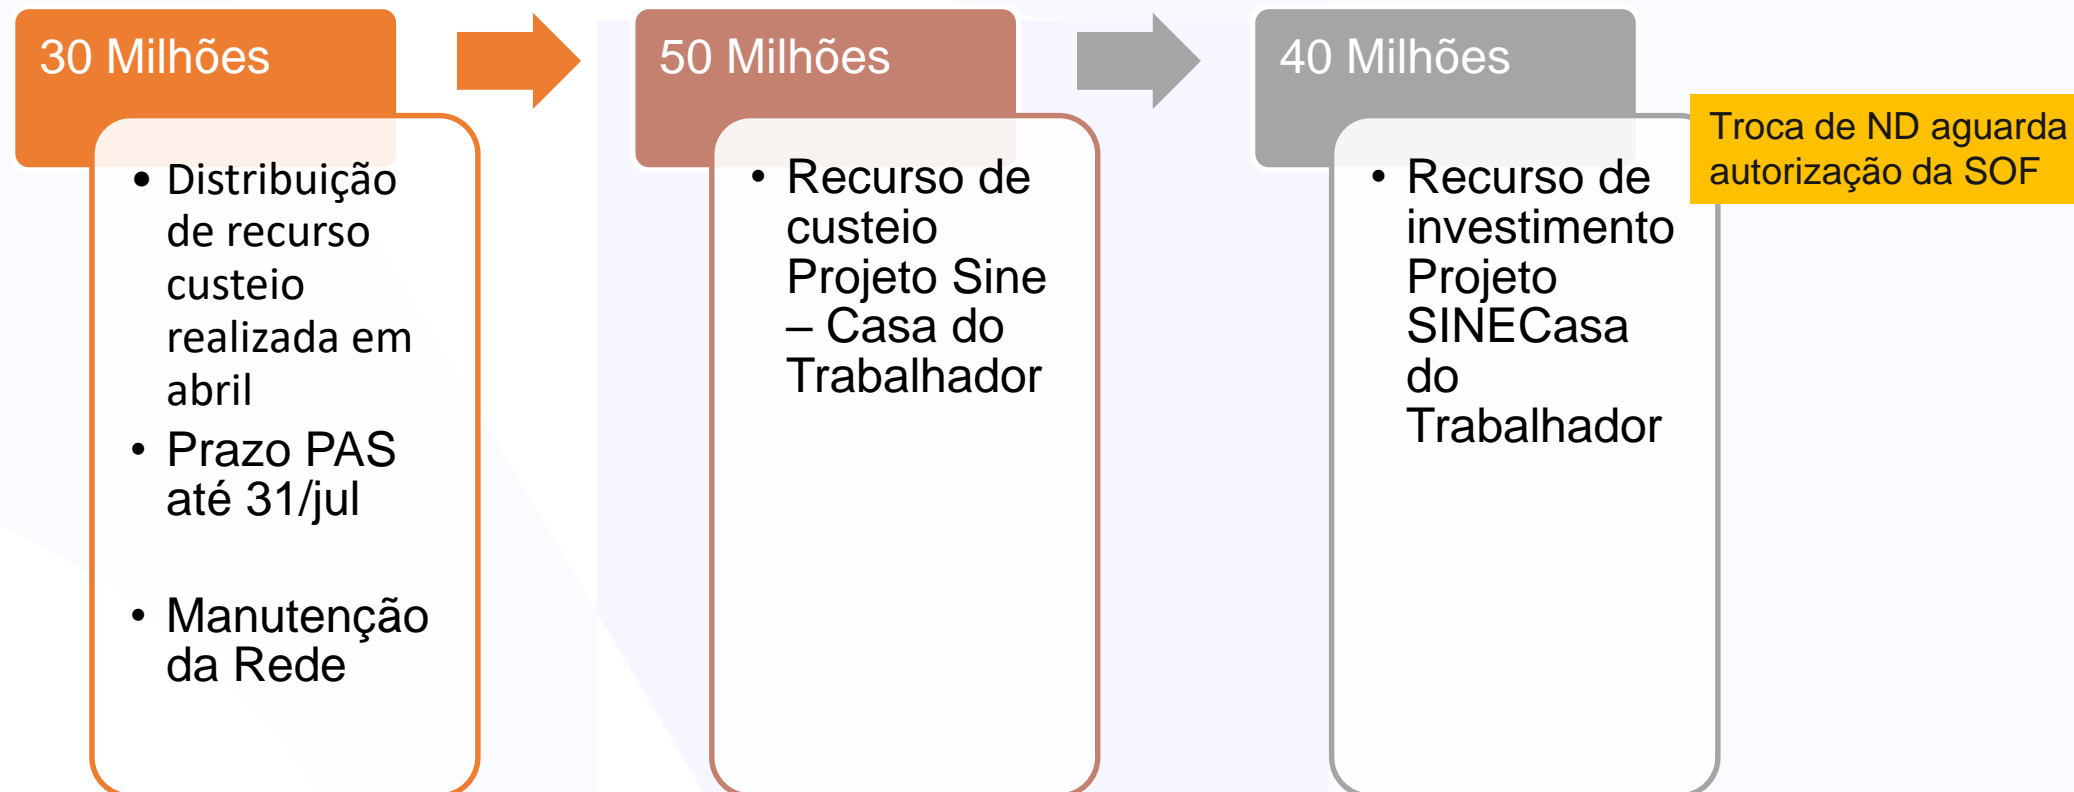 30 Milhões
• Distribuição
de recurso
custeio
realizada em
abril
• Prazo PAS
até 31/jul
• Manutenção
da Rede
50 Milhões
• Recurso de
custeio
Projeto Sine
– Casa do
Trabalhador
40 Milhões
• Recurso de
investimento
Projeto
SINECasa
do
Trabalhador
Troca de ND aguarda
autorização da SOF